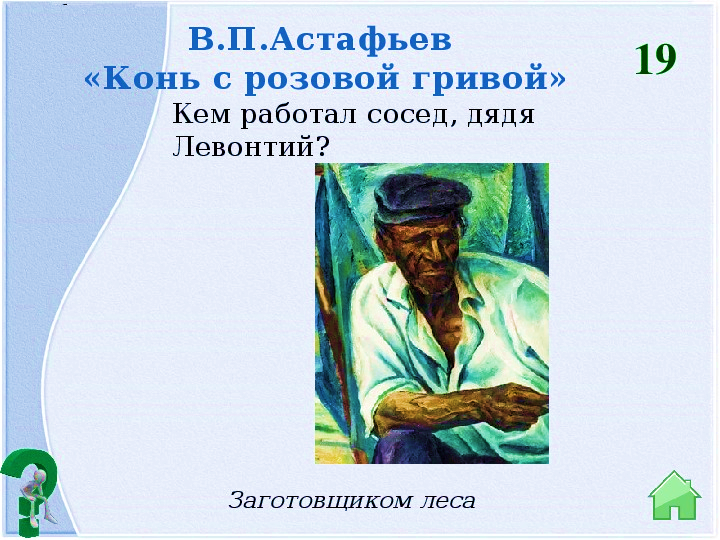 В.П.Астафьев
«Конь с розовой гривой»
19
Кем работал сосед, дядя
Левонтий?
Заготовщиком леса